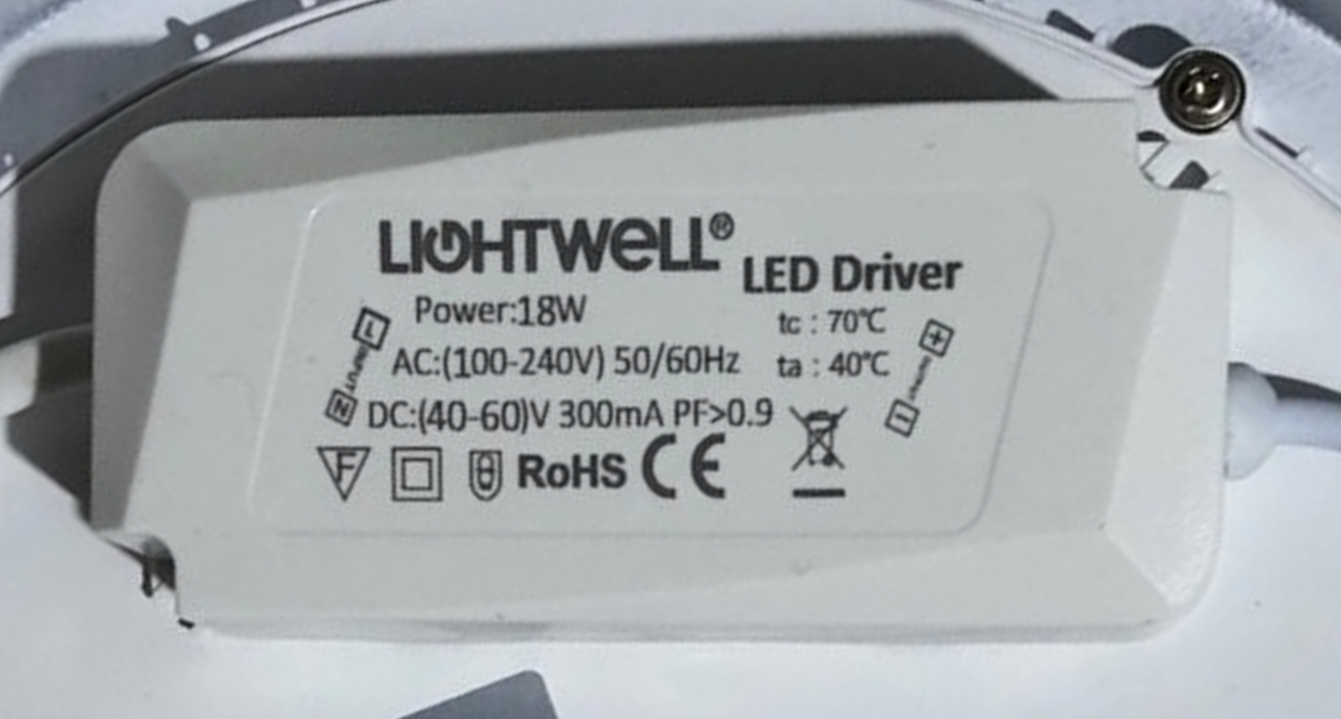 LIGHTWELL® LED Driver
Power:18W
tc : 70℃
AC:(100-240V) 50/60Hz
ta : 40℃
DC:(40-60)V 300mA PF>0.9
L INPUT N
+ -
F RoHS CE